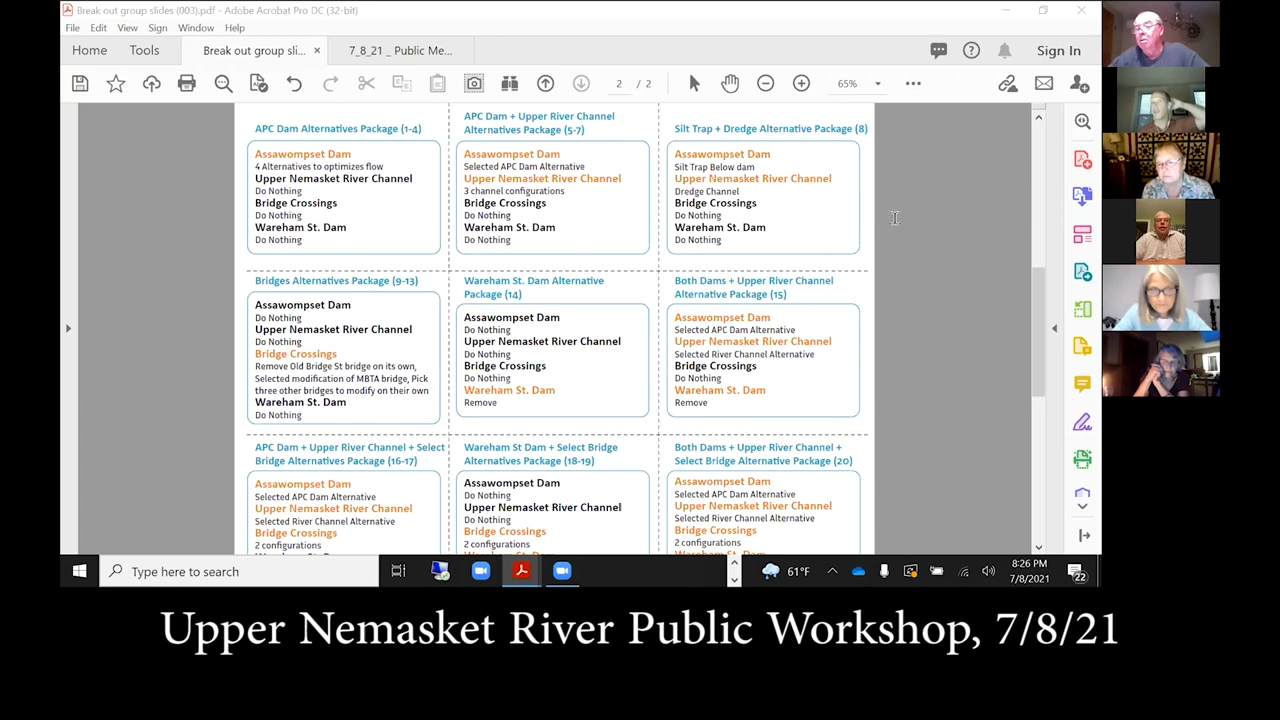 Break out group slides (003).pdf - Adobe Acrobat Pro DC (32-bit)
File Edit View Sign Window Help
Home Tools Break out group sli... × 7_8_21 _ Public Me... Sign In
2 / 2 65%
APC Dam Alternatives Package (1-4)
Assawompset Dam
4 Alternatives to optimizes flow
Upper Nemasket River Channel
Do Nothing
Bridge Crossings
Do Nothing
Wareham St. Dam
Do Nothing
APC Dam + Upper River Channel
Alternatives Package (5-7)
Assawompset Dam
Selected APC Dam Alternative
Upper Nemasket River Channel
3 channel configurations
Bridge Crossings
Do Nothing
Wareham St. Dam
Do Nothing
Silt Trap + Dredge Alternative Package (8)
Assawompset Dam
Silt Trap Below dam
Upper Nemasket River Channel
Dredge Channel
Bridge Crossings
Do Nothing
Wareham St. Dam
Do Nothing
Bridges Alternatives Package (9-13)
Assawompset Dam
Do Nothing
Upper Nemasket River Channel
Do Nothing
Bridge Crossings
Remove Old Bridge St bridge on its own,
Selected modification of MBTA bridge, Pick
three other bridges to modify on their own
Wareham St. Dam
Do Nothing
Wareham St. Dam Alternative
Package (14)
Assawompset Dam
Do Nothing
Upper Nemasket River Channel
Do Nothing
Bridge Crossings
Do Nothing
Wareham St. Dam
Remove
Both Dams + Upper River Channel
Alternative Package (15)
Assawompset Dam
Selected APC Dam Alternative
Upper Nemasket River Channel
Selected River Channel Alternative
Bridge Crossings
Do Nothing
Wareham St. Dam
Remove
APC Dam + Upper River Channel + Select
Bridge Alternatives Package (16-17)
Assawompset Dam
Selected APC Dam Alternative
Upper Nemasket River Channel
Selected River Channel Alternative
Bridge Crossings
2 configurations
Wareham St Dam + Select Bridge
Alternatives Package (18-19)
Assawompset Dam
Do Nothing
Upper Nemasket River Channel
Do Nothing
Bridge Crossings
2 configurations
Both Dams + Upper River Channel +
Select Bridge Alternative Package (20)
Assawompset Dam
Selected APC Dam Alternative
Upper Nemasket River Channel
Selected River Channel Alternative
Bridge Crossings
2 configurations
Type here to search
61°F
8:26 PM
7/8/2021
22
Upper Nemasket River Public Workshop, 7/8/21